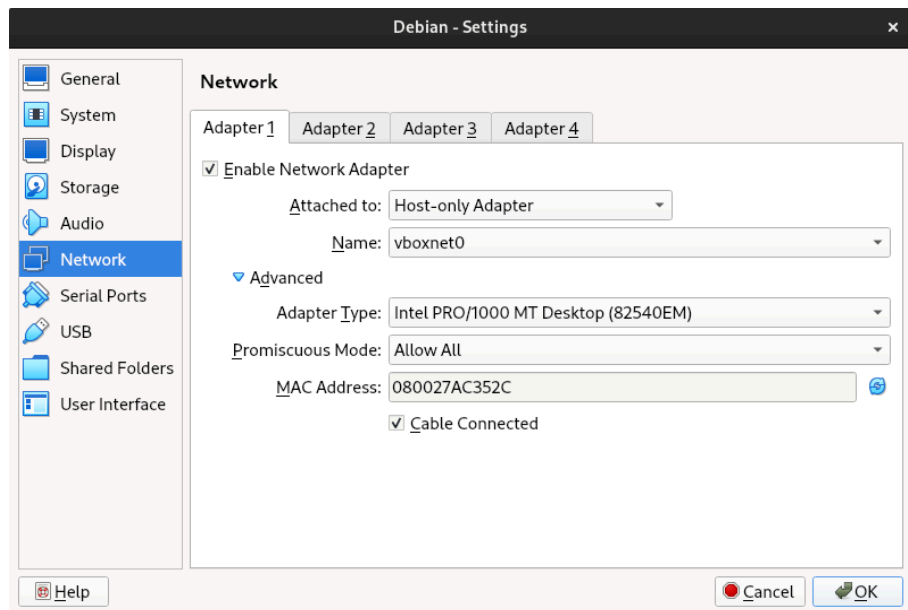 Debian - Settings
×
General
System
Display
Storage
Audio
Network
Serial Ports
USB
Shared Folders
User Interface
Network
Adapter 1 Adapter 2 Adapter 3 Adapter 4
Enable Network Adapter
Attached to: Host-only Adapter
Name: vboxnet0
Advanced
Adapter Type: Intel PRO/1000 MT Desktop (82540EM)
Promiscuous Mode: Allow All
MAC Address: 080027AC352C
Cable Connected
Help Cancel OK